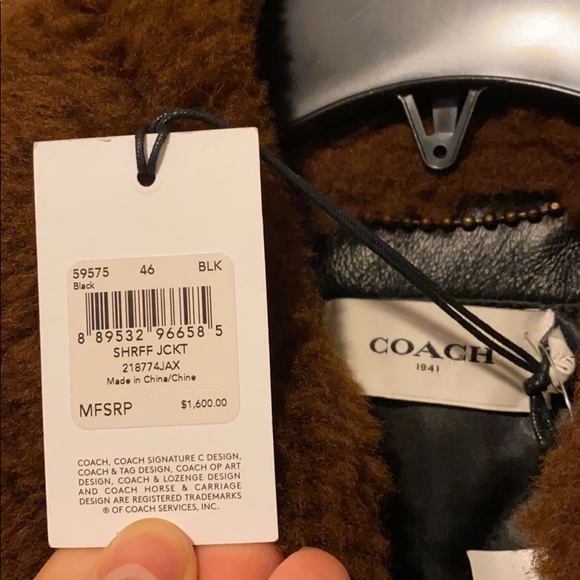 59575 46 BLK
Black
8 89532 96658 5
SHRFF JCKT
218774JAX
Made in China/Chine
MFSRP $1,600.00
COACH, COACH SIGNATURE C DESIGN,
COACH & TAG DESIGN, COACH OP ART
DESIGN, COACH & LOZENGE DESIGN
AND COACH HORSE & CARRIAGE
DESIGN ARE REGISTERED TRADEMARKS
® OF COACH SERVICES, INC.
COACH
1941